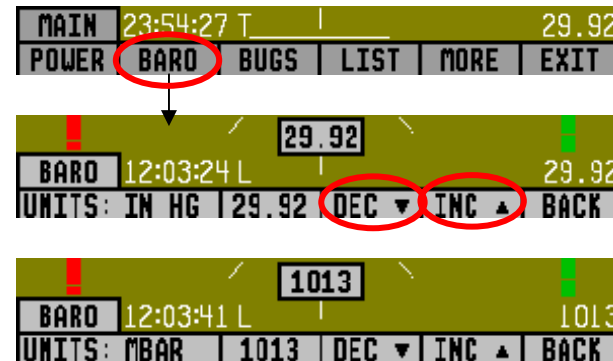 MAIN 23:54:27 T 29.92
POWER BARO BUGS LIST MORE EXIT
29.92
BARO 12:03:24 L 29.92
UNITS: IN HG 29.92 DEC ▼ INC ▲ BACK
1013
BARO 12:03:41 L 1013
UNITS: MBAR 1013 DEC ▼ INC ▲ BACK